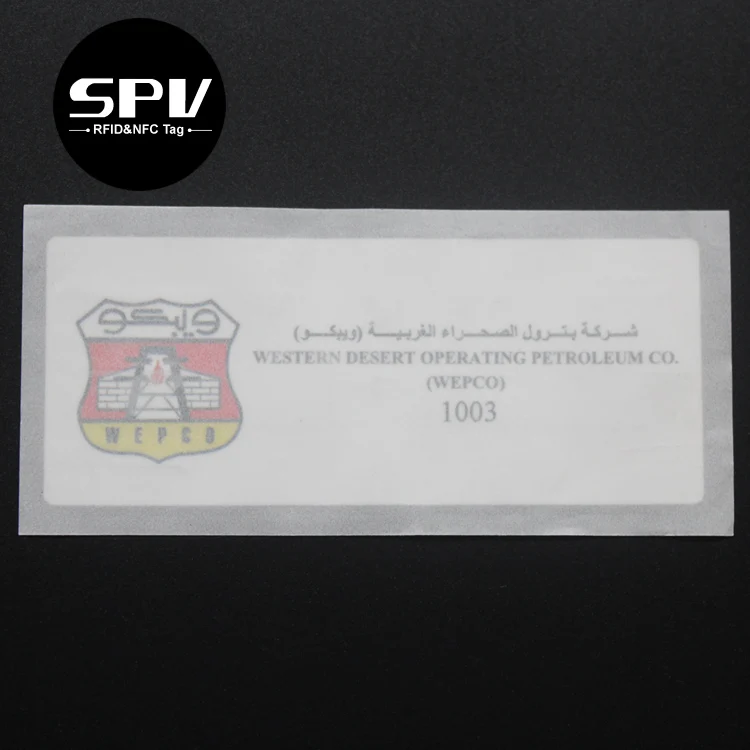 SPV
RFID&NFC Tag
ويبكو
WEPCO
شركة بترول الصحراء الغربية (ويبكو)
WESTERN DESERT OPERATING PETROLEUM CO.
(WEPCO)
1003